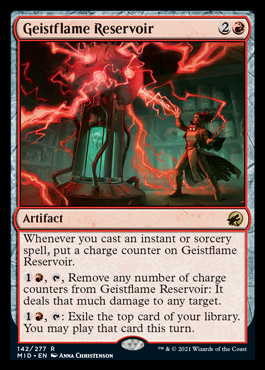 Geistflame Reservoir 2
Artifact
Whenever you cast an instant or sorcery
spell, put a charge counter on Geistflame
Reservoir.
1 , , Remove any number of charge
counters from Geistflame Reservoir: It
deals that much damage to any target.
1 , : Exile the top card of your library.
You may play that card this turn.
142/277 R
MID • EN Anna Christenson
™ & © 2021 Wizards of the Coast